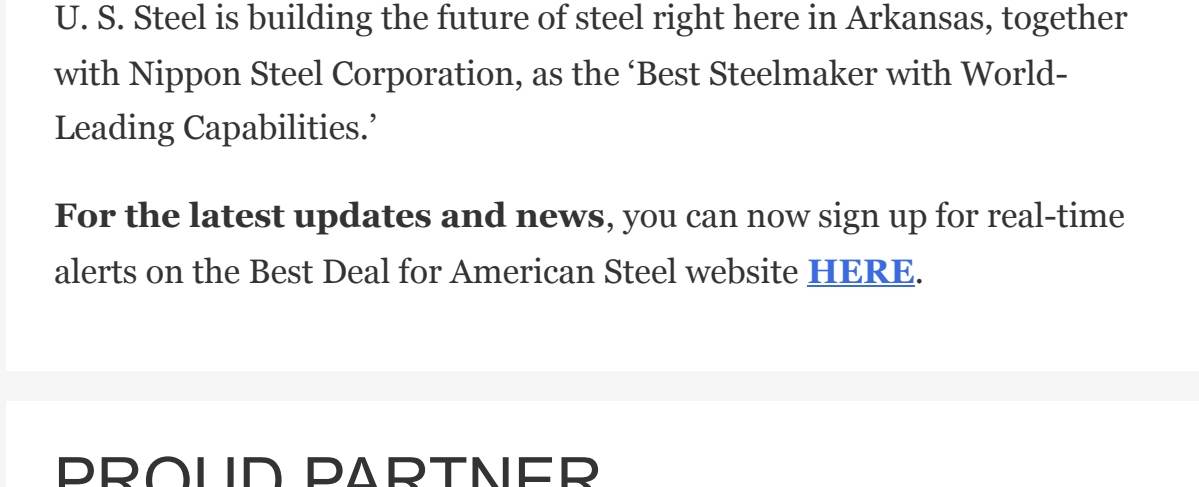 U. S. Steel is building the future of steel right here in Arkansas, together
with Nippon Steel Corporation, as the ‘Best Steelmaker with World-
Leading Capabilities.’
For the latest updates and news, you can now sign up for real-time
alerts on the Best Deal for American Steel website HERE.
PROUD PARTNER